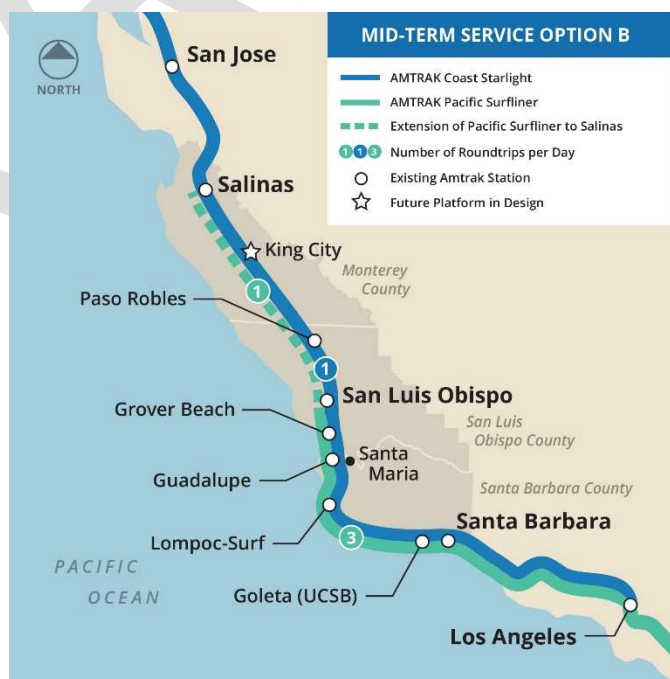 MID-TERM SERVICE OPTION B
AMTRAK Coast Starlight
AMTRAK Pacific Surfliner
Extension of Pacific Surfliner to Salinas
1 1 3 Number of Roundtrips per Day
Existing Amtrak Station
Future Platform in Design
NORTH
San Jose
Salinas
King City
Monterey
County
1
Paso Robles
1
San Luis Obispo
Grover Beach
San Luis
Obispo County
Santa
Maria
Guadalupe
Santa Barbara County
Santa Barbara
Lompoc-Surf
3
PACIFIC
OCEAN
Goleta (UCSB)
Los Angeles